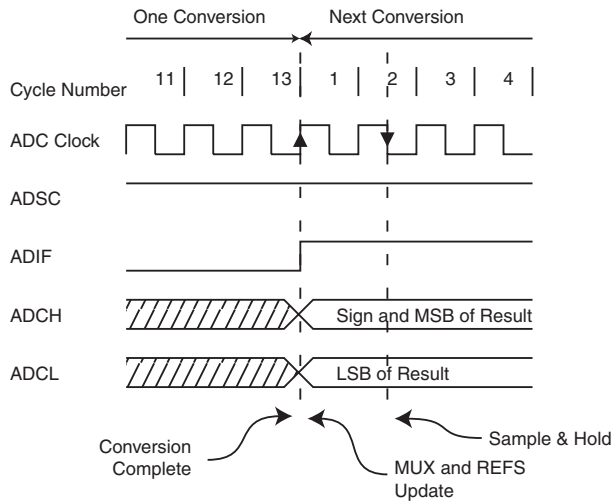 One Conversion Next Conversion
Cycle Number 11 12 13 1 2 3 4
ADC Clock
ADSC
ADIF
ADCH Sign and MSB of Result
ADCL LSB of Result
Conversion
Complete
MUX and REFS
Update
Sample & Hold